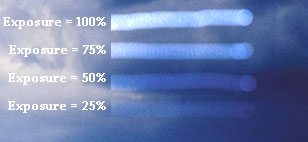 Exposure = 100%
Exposure = 75%
Exposure = 50%
Exposure = 25%